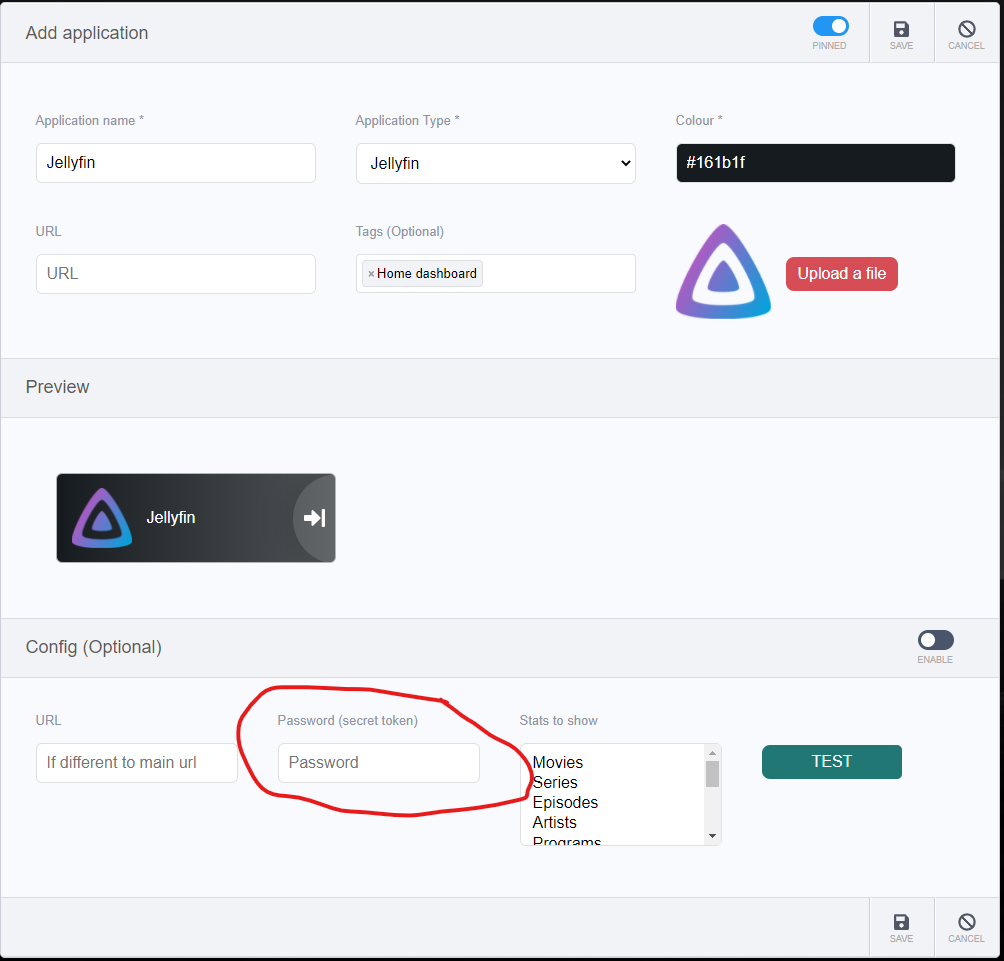 Add application
PINNED
SAVE
CANCEL
Application name *
Application Type *
Colour *
Jellyfin
Jellyfin
#161b1f
URL
Tags (Optional)
URL
× Home dashboard
Upload a file
Preview
Jellyfin
Config (Optional)
ENABLE
URL
Password (secret token)
Stats to show
If different to main url
Password
Movies
Series
Episodes
Artists
Programs
TEST
SAVE
CANCEL